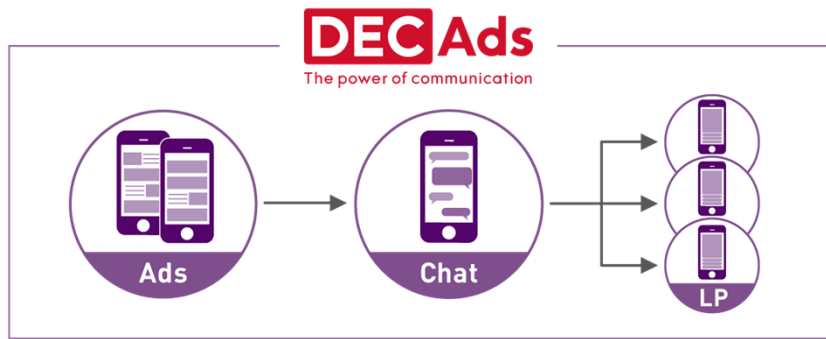 DEC Ads
The power of communication
Ads
Chat
LP